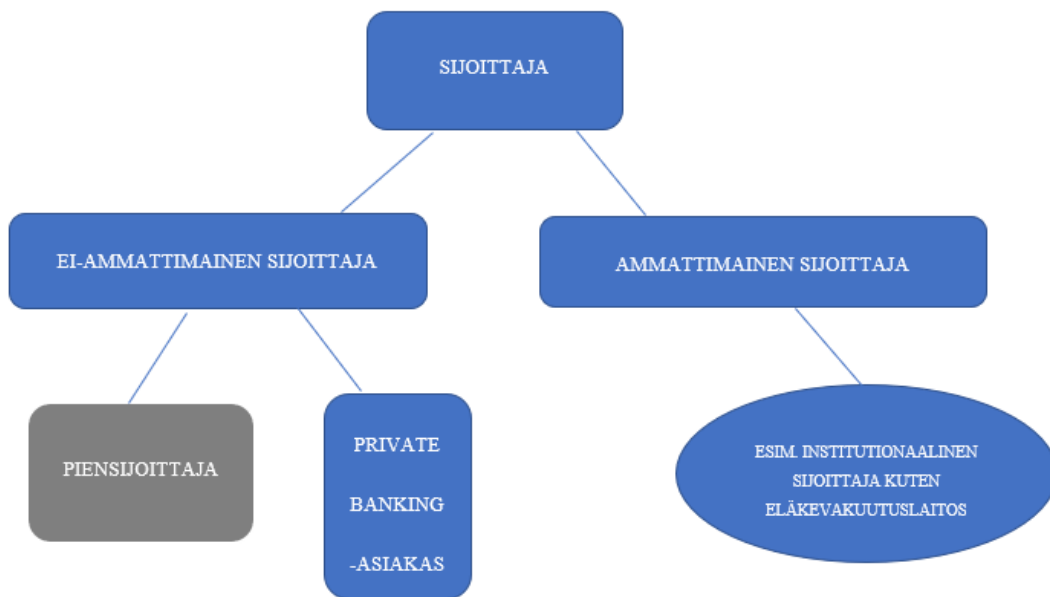 SIJOITTAJA
EI-AMMATTIMAINEN SIJOITTAJA
AMMATTIMAINEN SIJOITTAJA
PIENSIJOITTAJA
PRIVATE
BANKING
-ASIAKAS
ESIM. INSTITUTIONAALINEN
SIJOITTAJA KUTEN
ELÄKEVAKUUTUSLAITOS